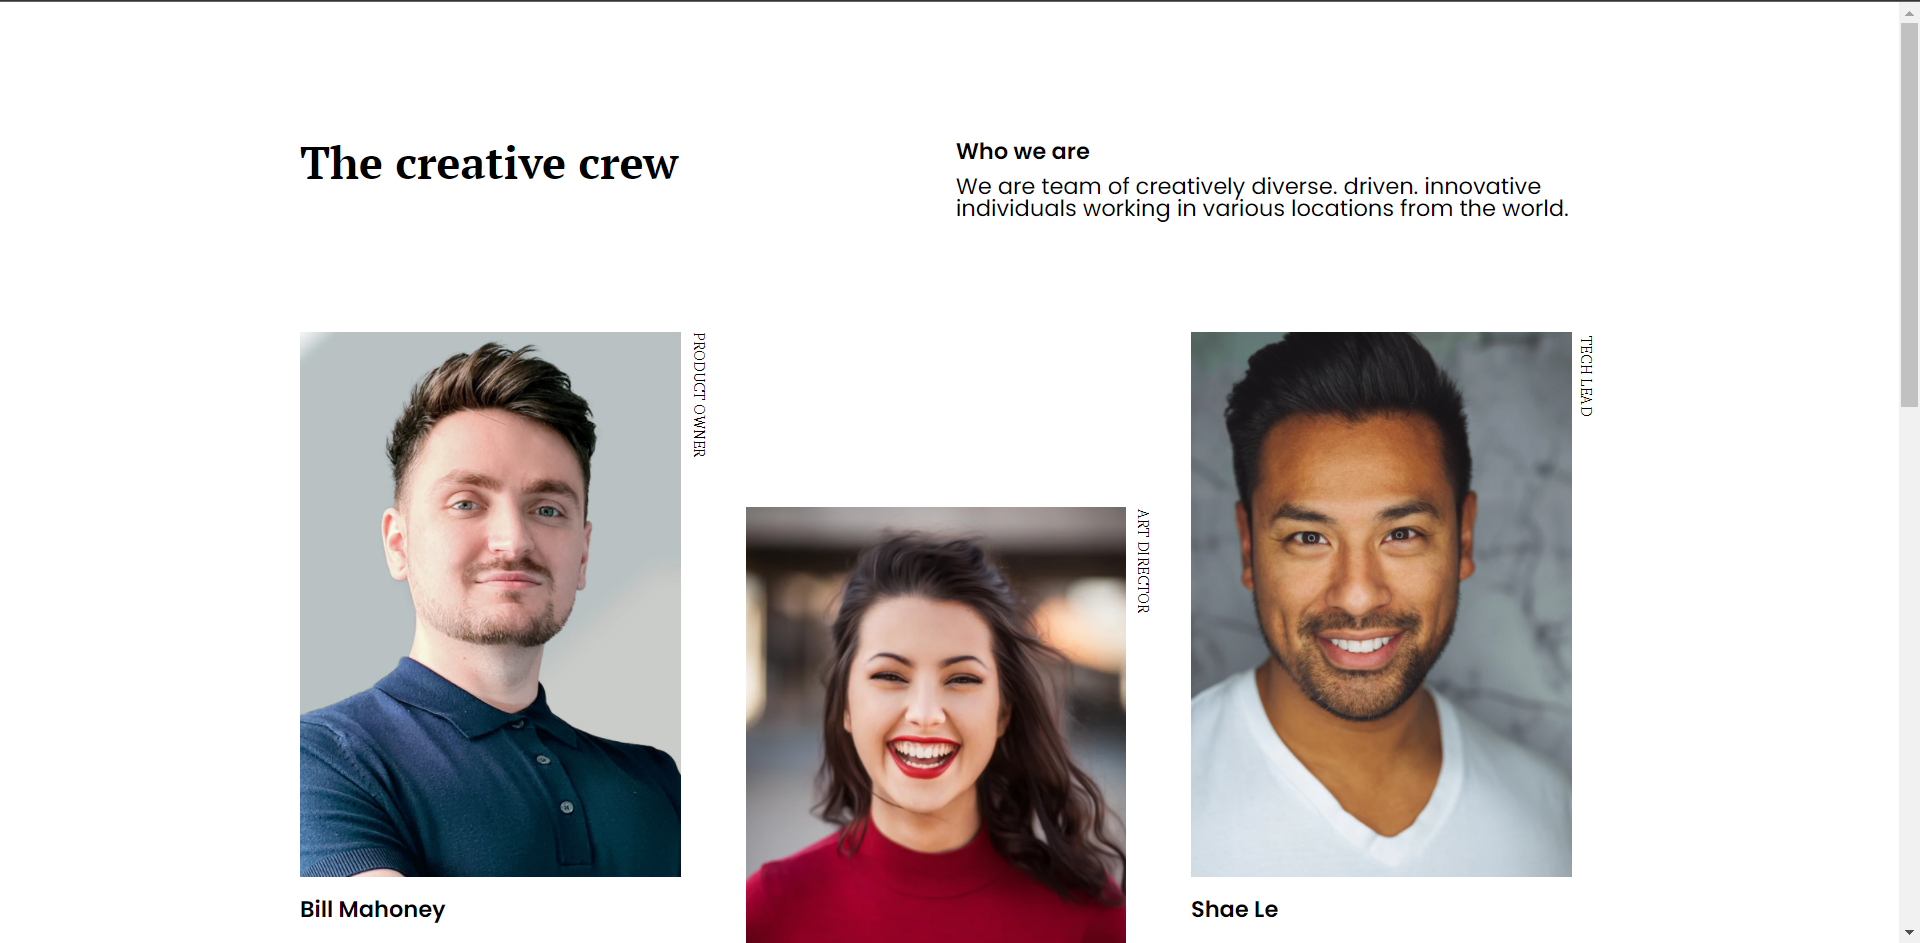 The creative crew
Who we are
We are team of creatively diverse. driven. innovative
individuals working in various locations from the world.
PRODUCT OWNER
Bill Mahoney
ART DIRECTOR
TECH LEAD
Shae Le